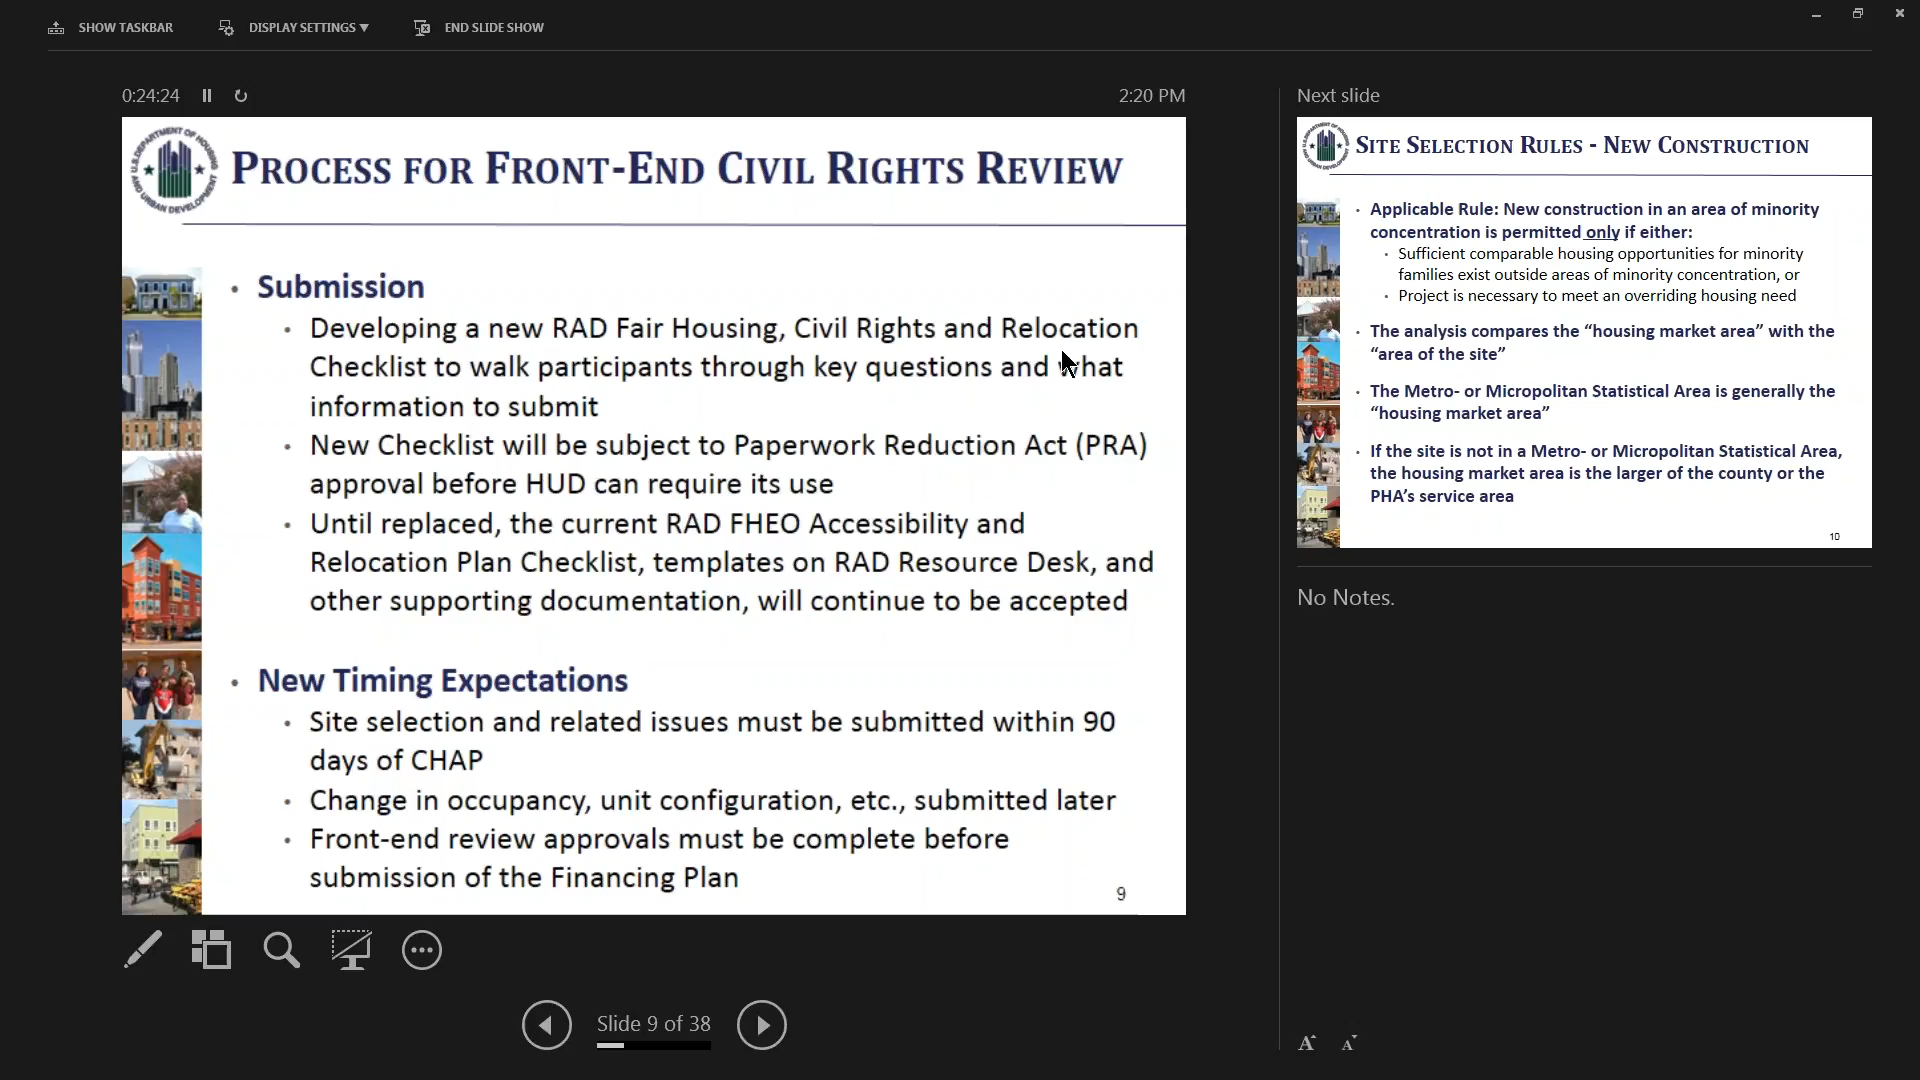 SHOW TASKBAR
DISPLAY SETTINGS ▼
END SLIDE SHOW
0:24:24
2:20 PM
U.S. DEPARTMENT OF HOUSING
AND URBAN DEVELOPMENT
PROCESS FOR FRONT-END CIVIL RIGHTS REVIEW
• Submission
• Developing a new RAD Fair Housing, Civil Rights and Relocation
Checklist to walk participants through key questions and what
information to submit
• New Checklist will be subject to Paperwork Reduction Act (PRA)
approval before HUD can require its use
• Until replaced, the current RAD FHEO Accessibility and
Relocation Plan Checklist, templates on RAD Resource Desk, and
other supporting documentation, will continue to be accepted
• New Timing Expectations
• Site selection and related issues must be submitted within 90
days of CHAP
• Change in occupancy, unit configuration, etc., submitted later
• Front-end review approvals must be complete before
submission of the Financing Plan
9
Slide 9 of 38
Next slide
SITE SELECTION RULES - NEW CONSTRUCTION
• Applicable Rule: New construction in an area of minority
concentration is permitted only if either:
• Sufficient comparable housing opportunities for minority
families exist outside areas of minority concentration, or
• Project is necessary to meet an overriding housing need
• The analysis compares the “housing market area” with the
“area of the site”
• The Metro- or Micropolitan Statistical Area is generally the
“housing market area”
• If the site is not in a Metro- or Micropolitan Statistical Area,
the housing market area is the larger of the county or the
PHA’s service area
10
No Notes.
A A